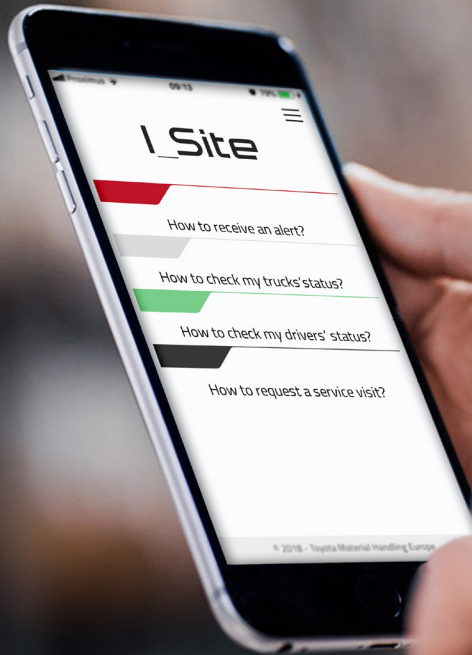 Proximus
09:13
79%
I_Site
How to receive an alert?
How to check my trucks'status?
How to check my drivers' status?
How to request a service visit?
© 2018 - Toyota Material Handling Europe